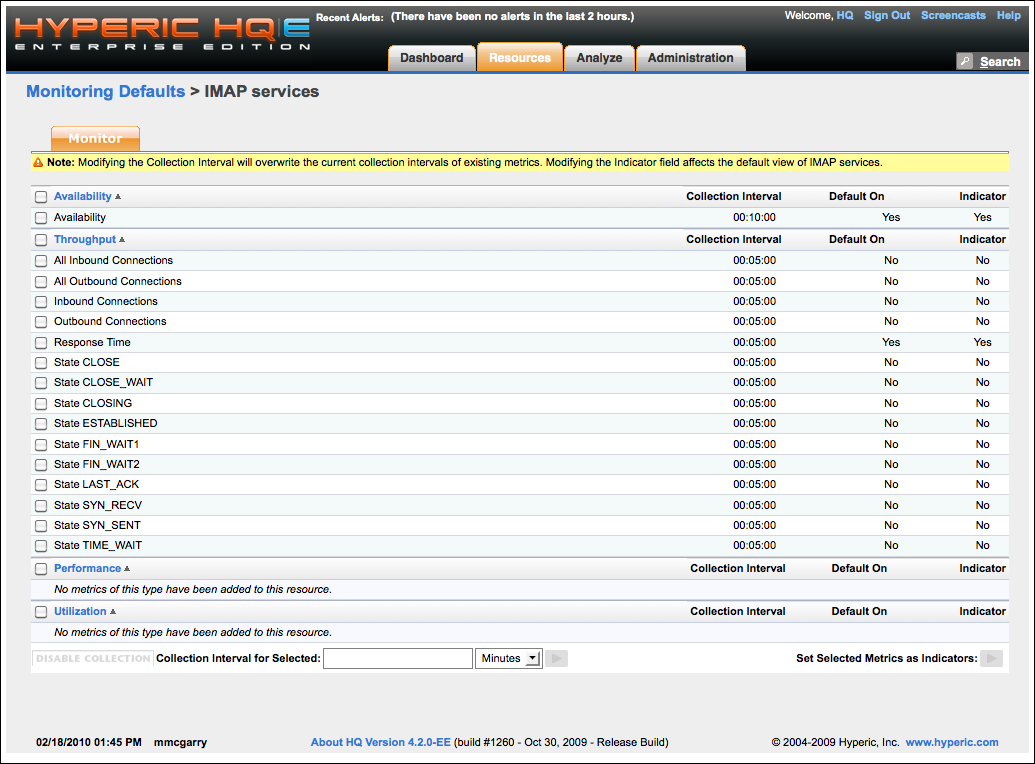 HYPERIC HQ|E Recent Alerts: (There have been no alerts in the last 2 hours.) Welcome, HQ Sign Out Screencasts Help
ENTERPRISE EDITION
Dashboard Resources Analyze Administration Search
Monitoring Defaults > IMAP services
Monitor
Note: Modifying the Collection Interval will overwrite the current collection intervals of existing metrics. Modifying the Indicator field affects the default view of IMAP services.
Availability Collection Interval Default On Indicator
Availability 00:10:00 Yes Yes
Throughput Collection Interval Default On Indicator
All Inbound Connections 00:05:00 No No
All Outbound Connections 00:05:00 No No
Inbound Connections 00:05:00 No No
Outbound Connections 00:05:00 No No
Response Time 00:05:00 Yes Yes
State CLOSE 00:05:00 No No
State CLOSE_WAIT 00:05:00 No No
State CLOSING 00:05:00 No No
State ESTABLISHED 00:05:00 No No
State FIN_WAIT1 00:05:00 No No
State FIN_WAIT2 00:05:00 No No
State LAST_ACK 00:05:00 No No
State SYN_RECV 00:05:00 No No
State SYN_SENT 00:05:00 No No
State TIME_WAIT 00:05:00 No No
Performance Collection Interval Default On Indicator
No metrics of this type have been added to this resource.
Utilization Collection Interval Default On Indicator
No metrics of this type have been added to this resource.
DISABLE COLLECTION Collection Interval for Selected: Minutes Set Selected Metrics as Indicators:
02/18/2010 01:45 PM mmcgarry About HQ Version 4.2.0-EE (build #1260 - Oct 30, 2009 - Release Build) © 2004-2009 Hyperic, Inc. www.hyperic.com